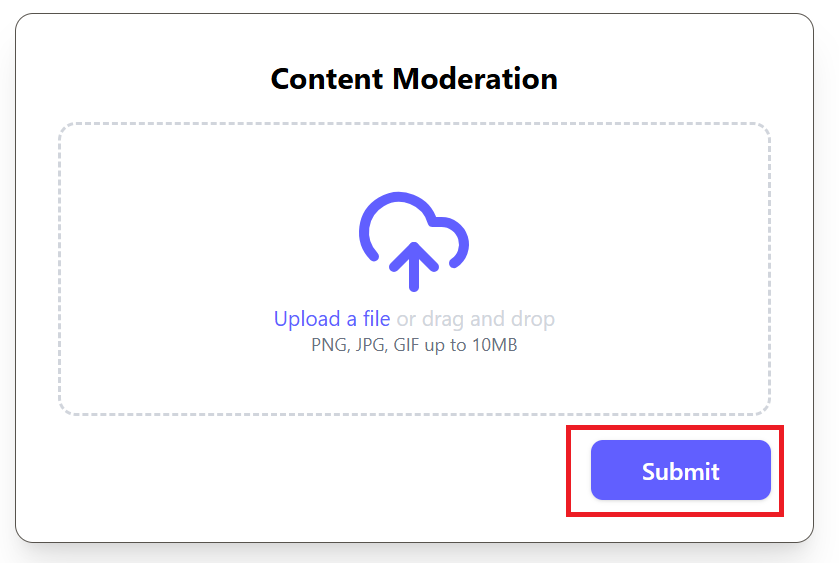 Content Moderation
Upload a file or drag and drop
PNG, JPG, GIF up to 10MB
Submit